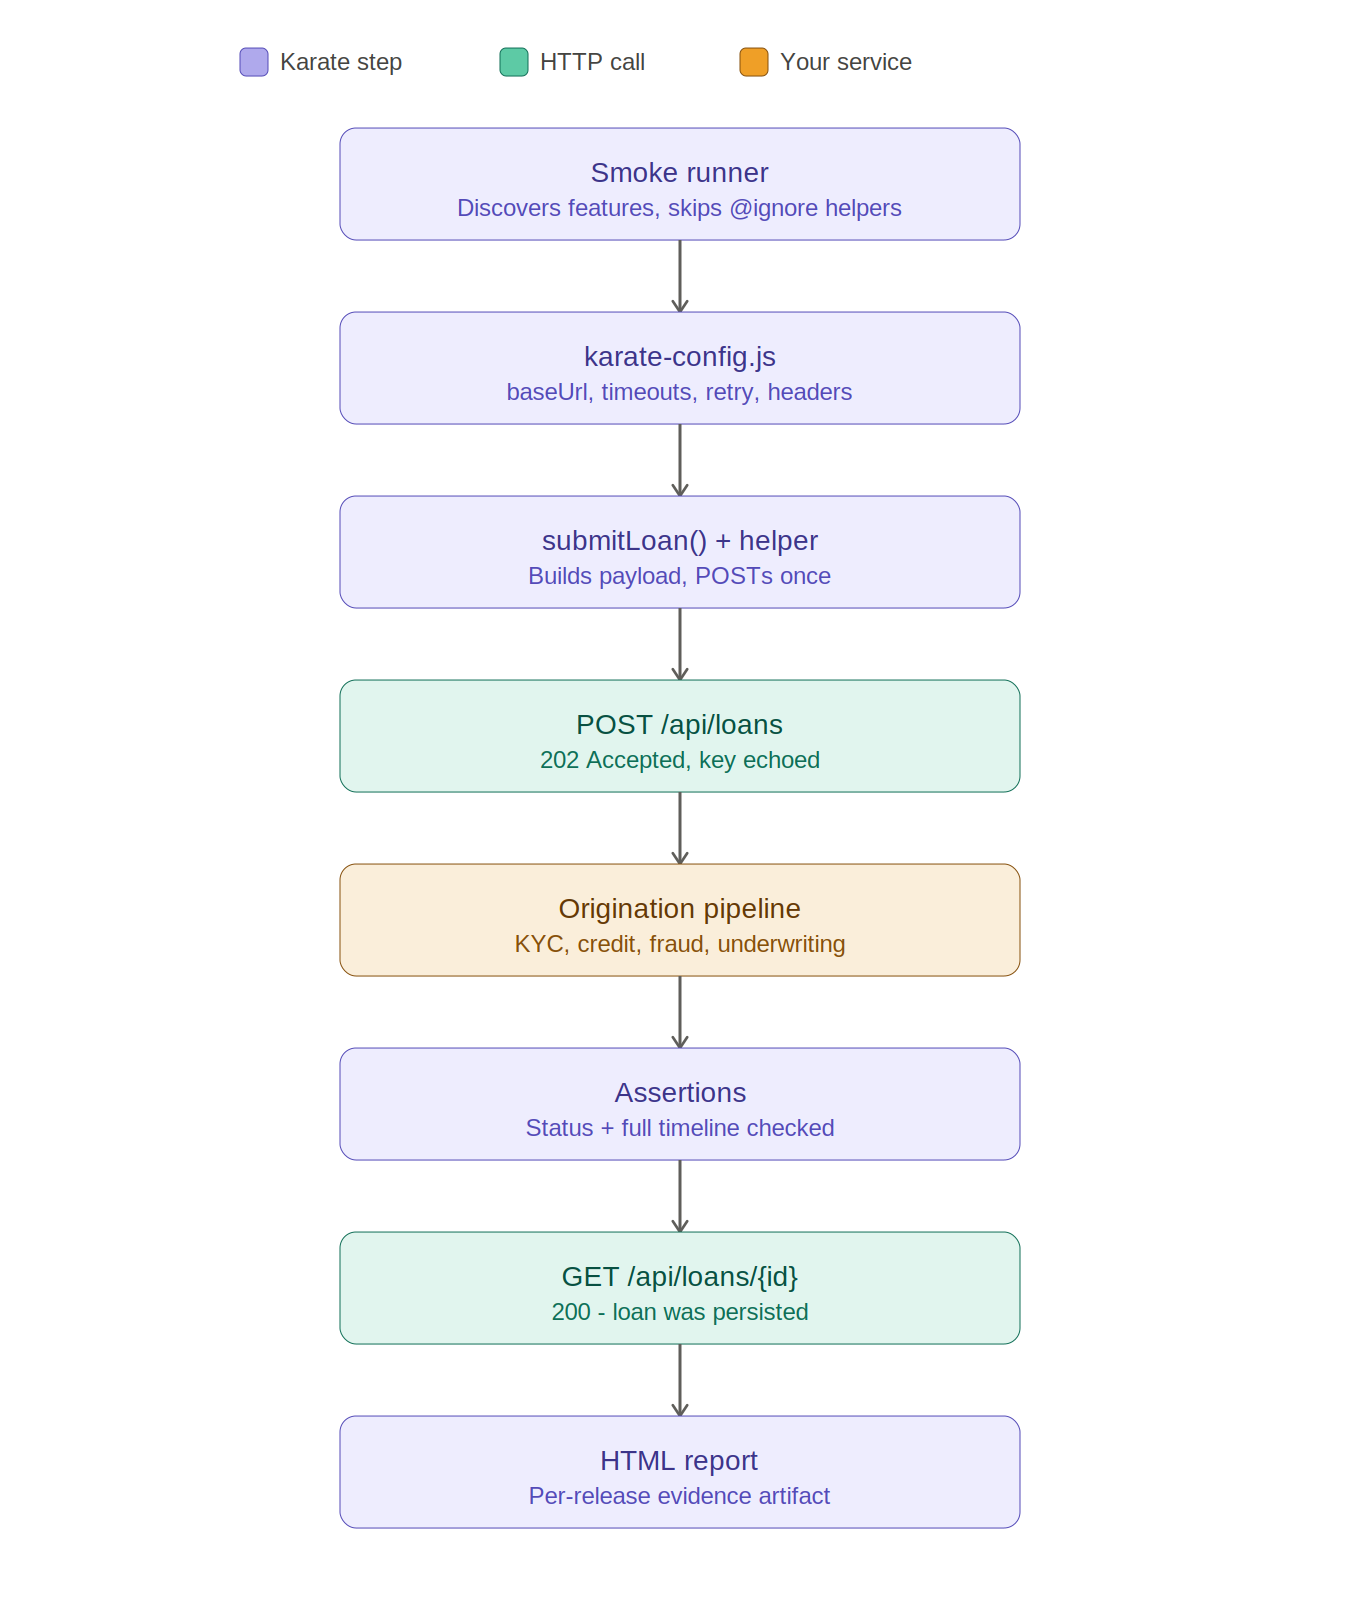 Karate step
HTTP call
Your service
Smoke runner
Discovers features, skips @ignore helpers
karate-config.js
baseUrl, timeouts, retry, headers
submitLoan() + helper
Builds payload, POSTs once
POST /api/loans
202 Accepted, key echoed
Origination pipeline
KYC, credit, fraud, underwriting
Assertions
Status + full timeline checked
GET /api/loans/{id}
200 - loan was persisted
HTML report
Per-release evidence artifact